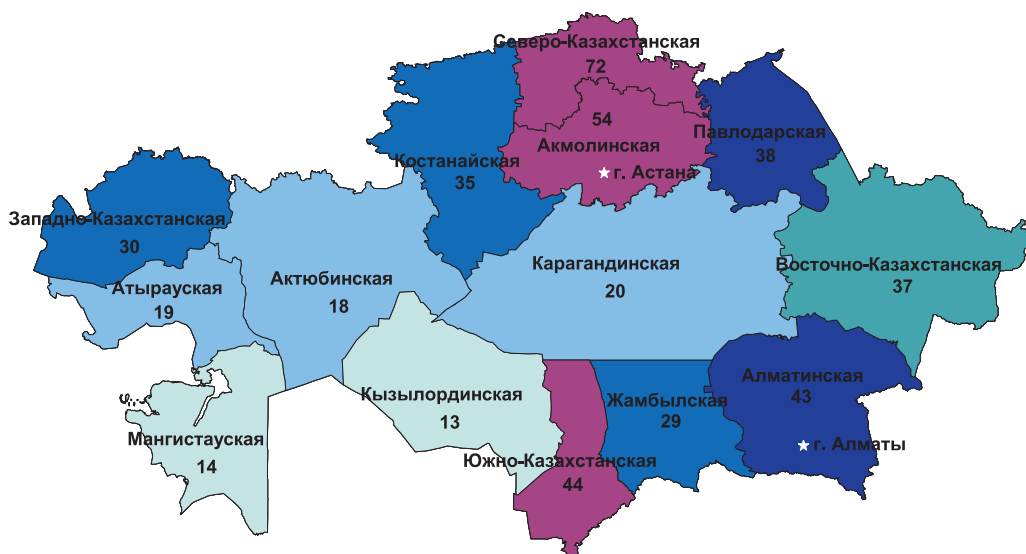 Северо-Казахстанская
72
54
Акмолинская
г. Астана
Павлодарская
38
Костанайская
35
Западно-Казахстанская
30
Атырауская
19
Актюбинская
18
Карагандинская
20
Восточно-Казахстанская
37
Мангистауская
14
Кызылординская
13
Южно-Казахстанская
44
Жамбылская
29
Алматинская
43
г. Алматы